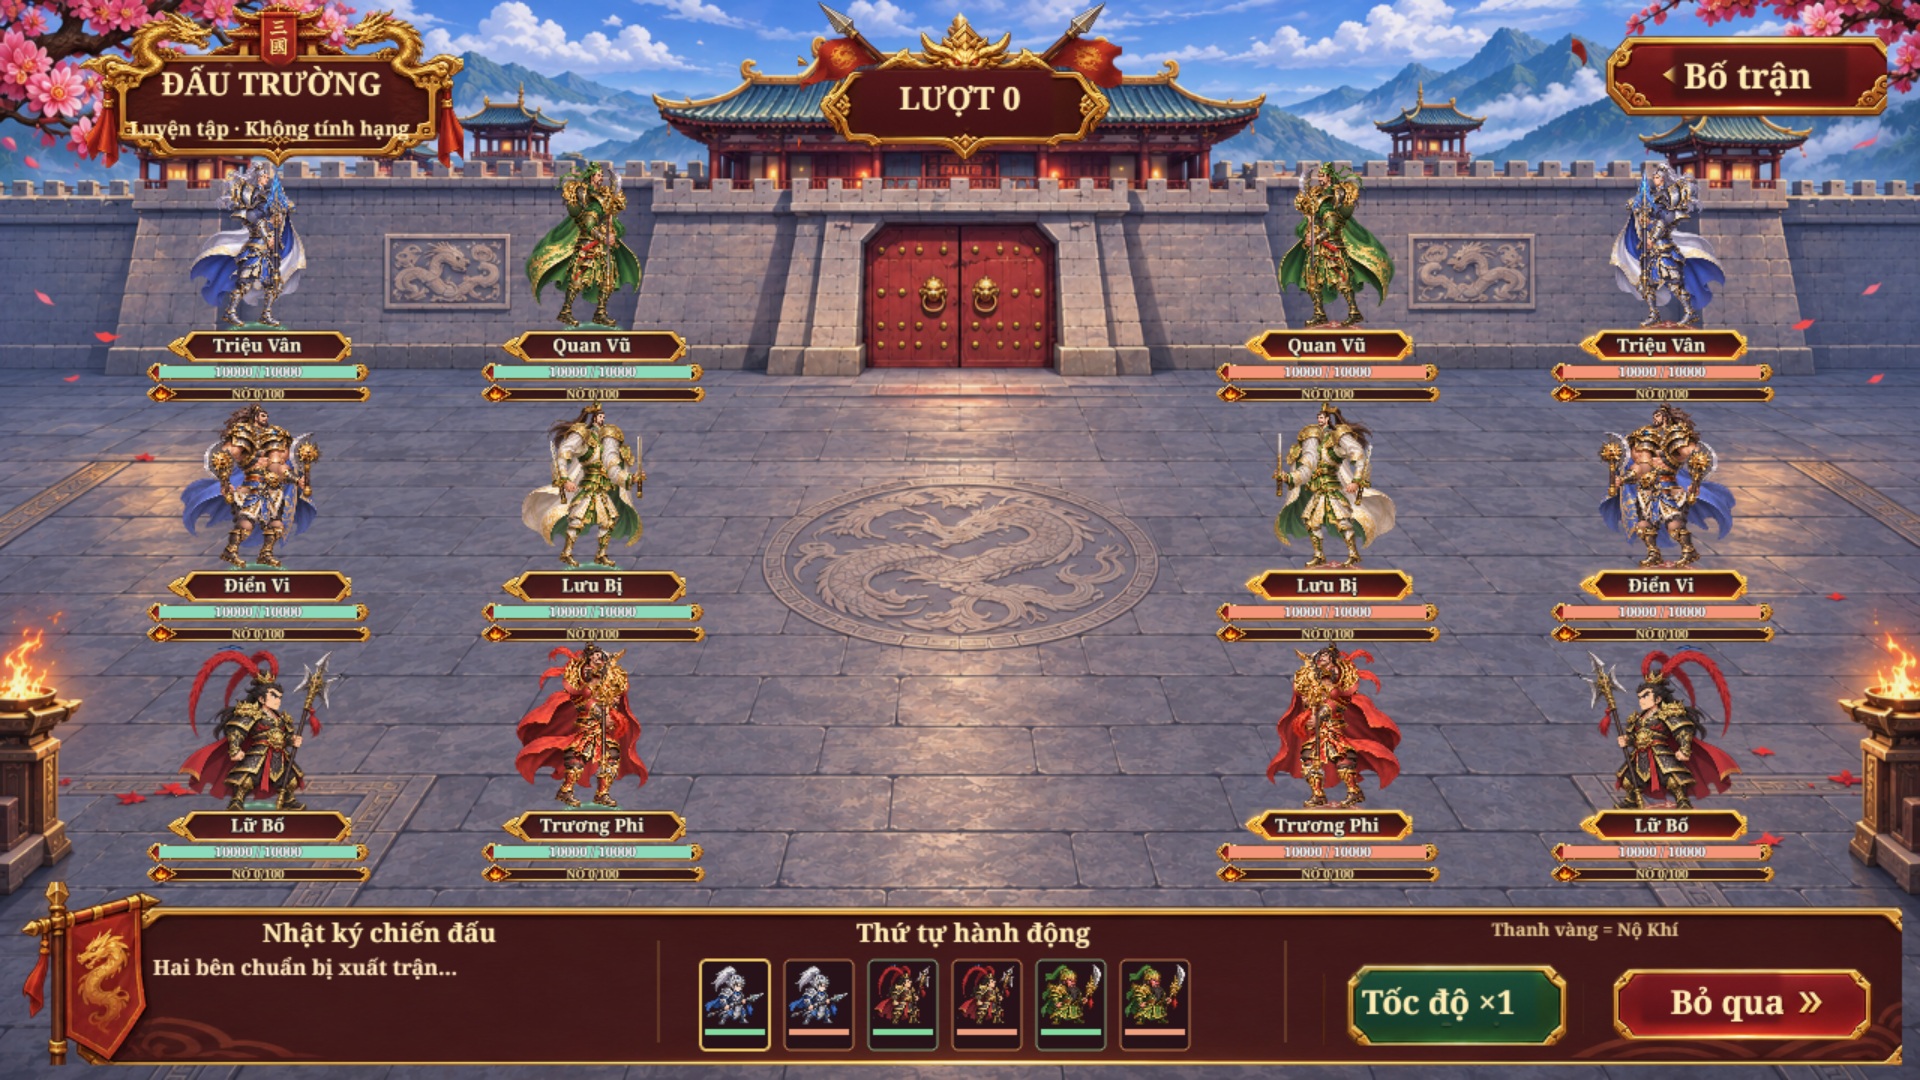 三國
ĐẤU TRƯỜNG
Luyện tập · Không tính hạng
LƯỢT 0
Bố trận
Triệu Vân
10000 / 10000
NỘ 0/100
Quan Vũ
10000 / 10000
NỘ 0/100
Quan Vũ
10000 / 10000
NỘ 0/100
Triệu Vân
10000 / 10000
NỘ 0/100
Điển Vi
10000 / 10000
NỘ 0/100
Lưu Bị
10000 / 10000
NỘ 0/100
Lưu Bị
10000 / 10000
NỘ 0/100
Điển Vi
10000 / 10000
NỘ 0/100
Lữ Bố
10000 / 10000
NỘ 0/100
Trương Phi
10000 / 10000
NỘ 0/100
Trương Phi
10000 / 10000
NỘ 0/100
Lữ Bố
10000 / 10000
NỘ 0/100
Nhật ký chiến đấu
Hai bên chuẩn bị xuất trận...
Thứ tự hành động
Thanh vàng = Nộ Khí
Tốc độ ×1
Bỏ qua »